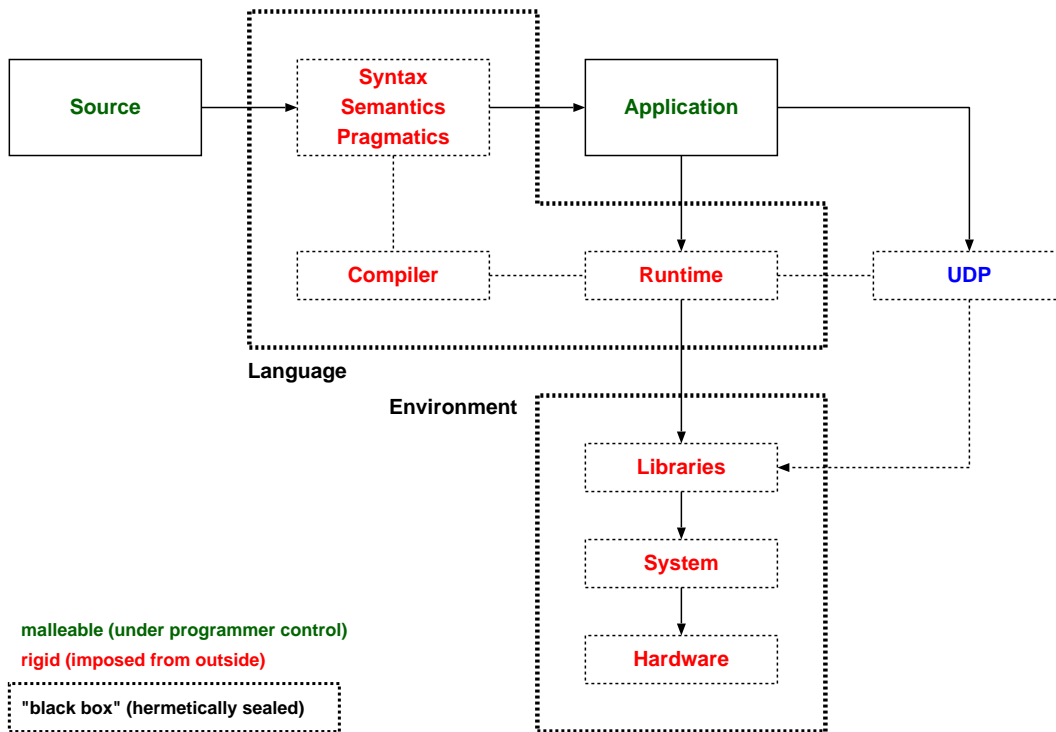 Source
Syntax
Semantics
Pragmatics
Application
Compiler
Runtime
UDP
Language
Environment
Libraries
System
Hardware
malleable (under programmer control)
rigid (imposed from outside)
"black box" (hermetically sealed)